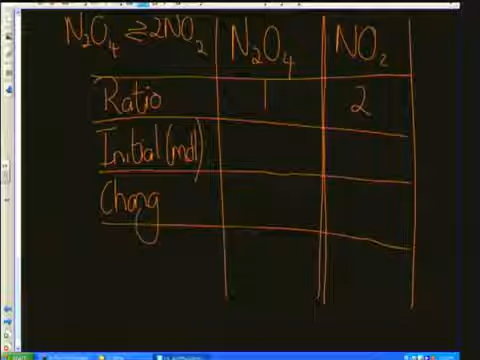 N₂O₄ ⇌ 2NO₂ N₂O₄ NO₂
Ratio 1 2
Initial (mol)
Chang